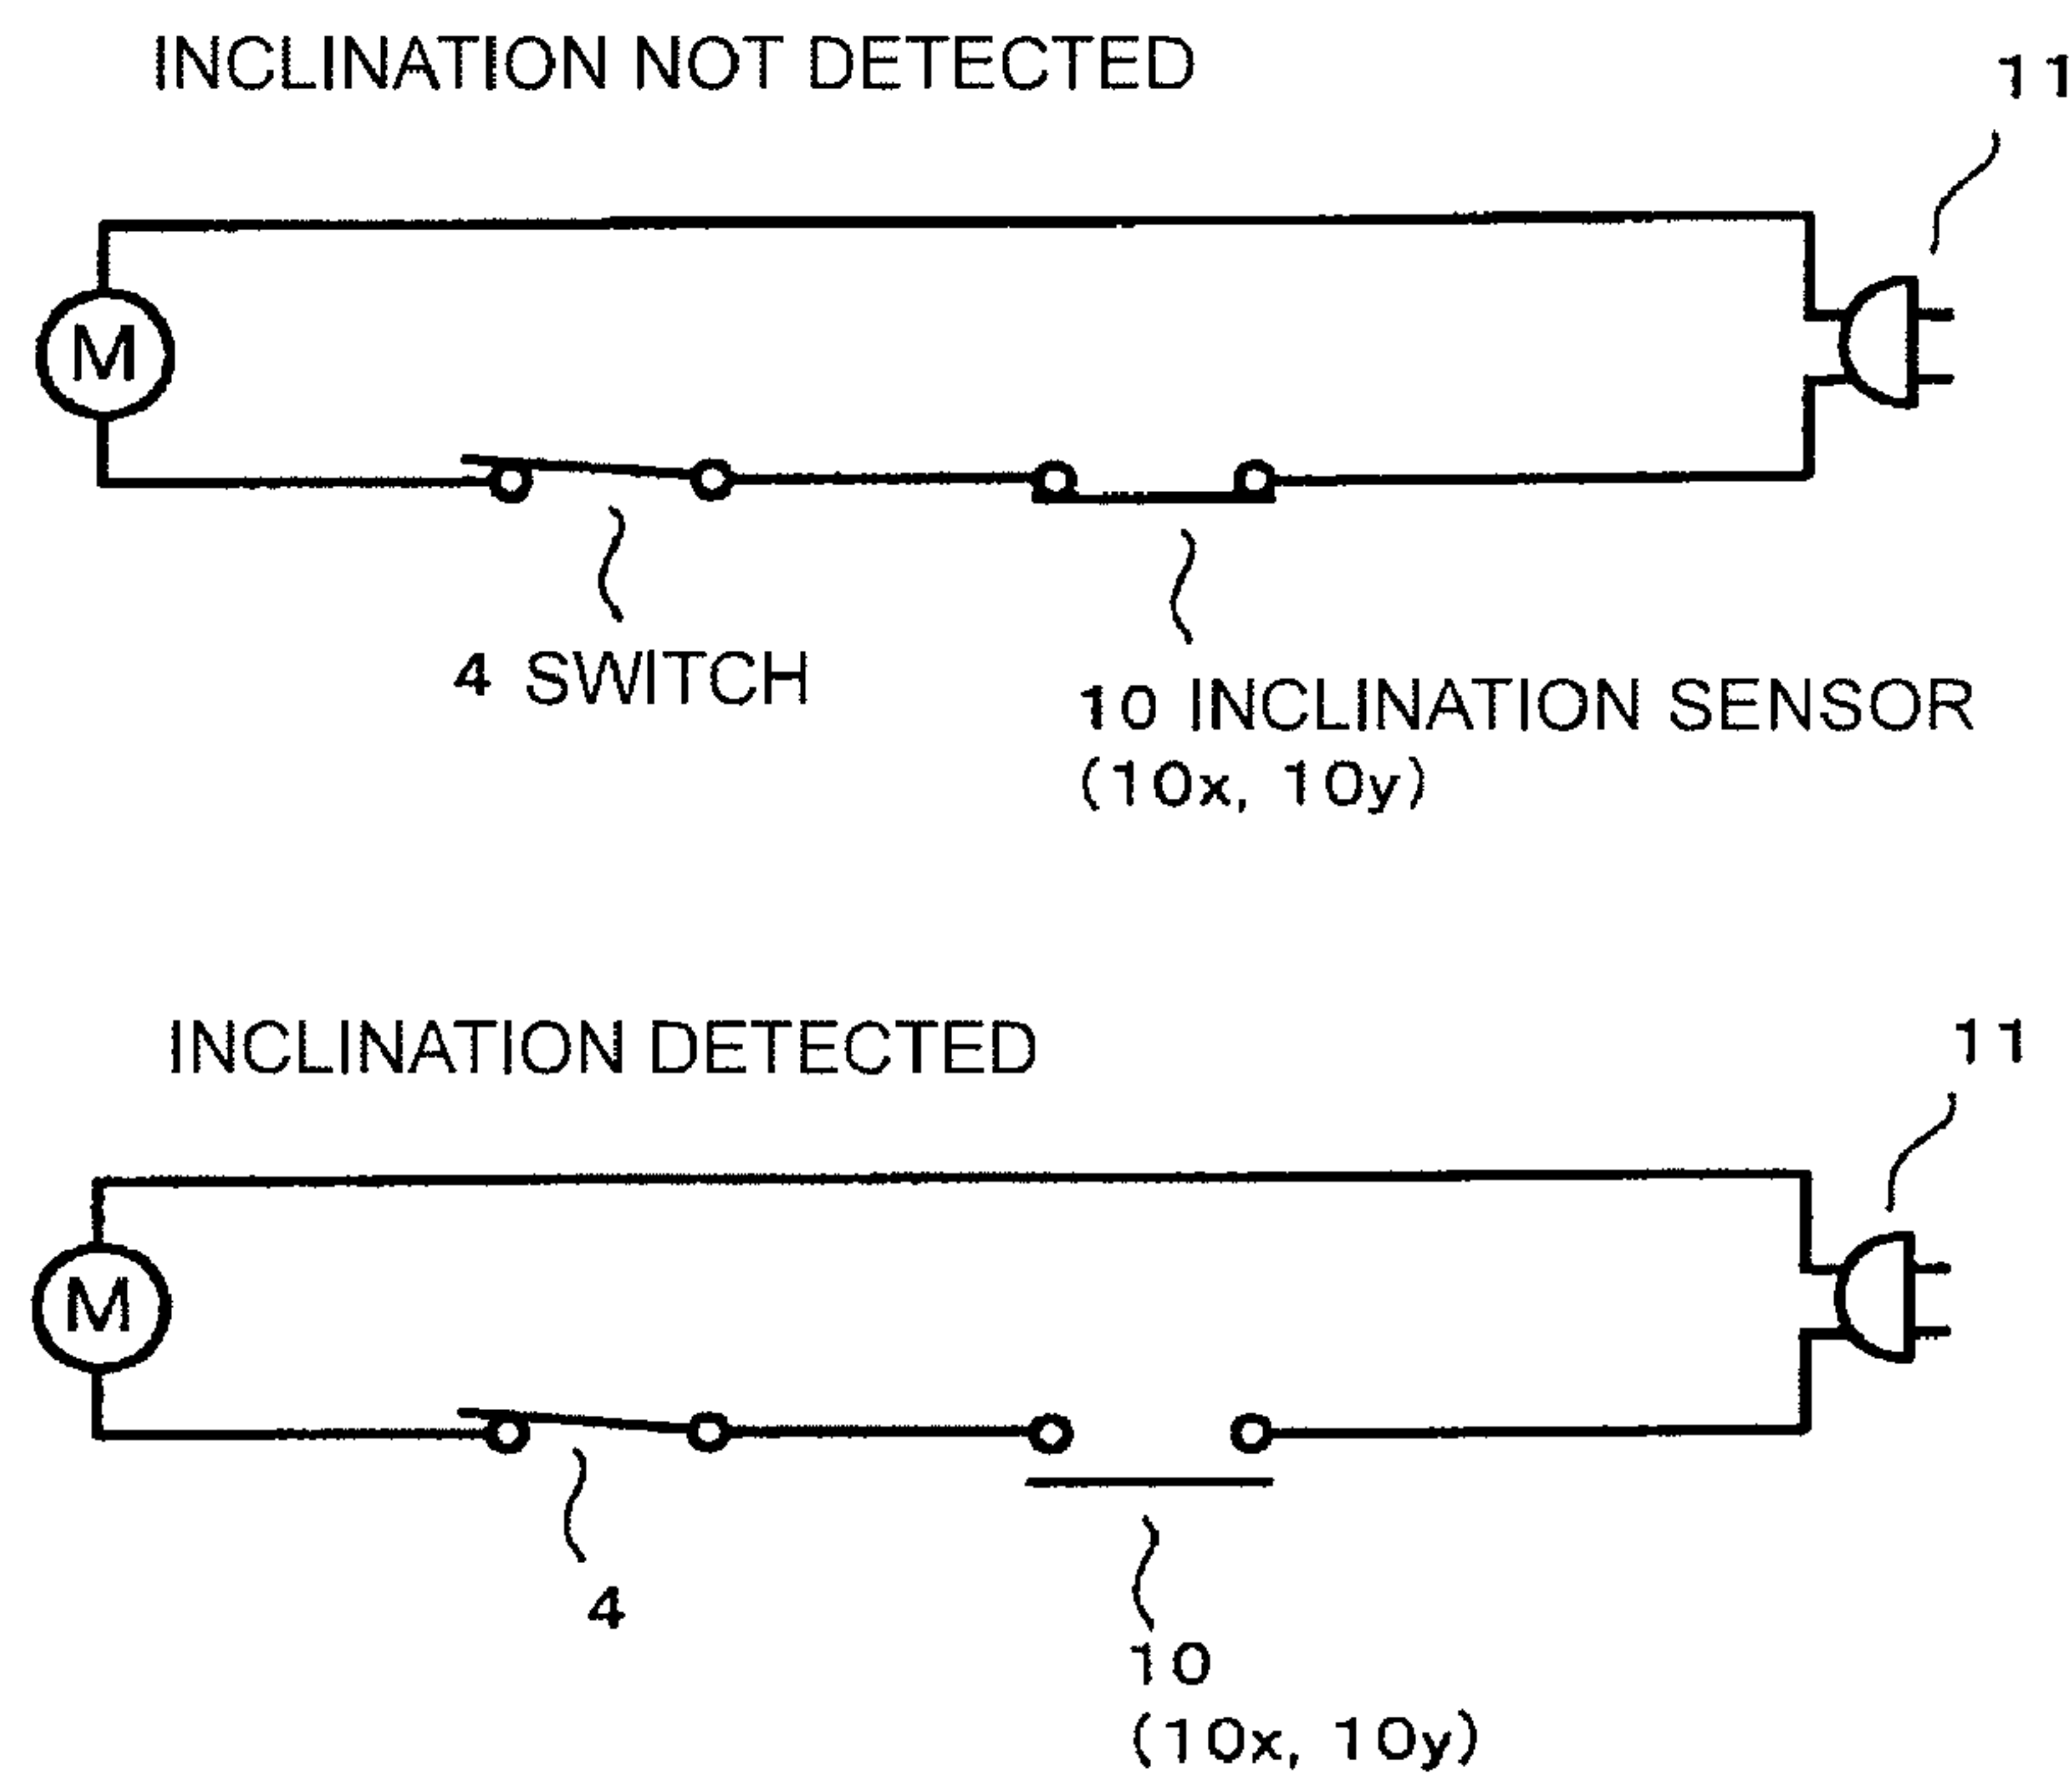 INCLINATION NOT DETECTED
11
M
4 SWITCH
10 INCLINATION SENSOR
(10x, 10y)
INCLINATION DETECTED
11
M
4
10
(10x, 10y)